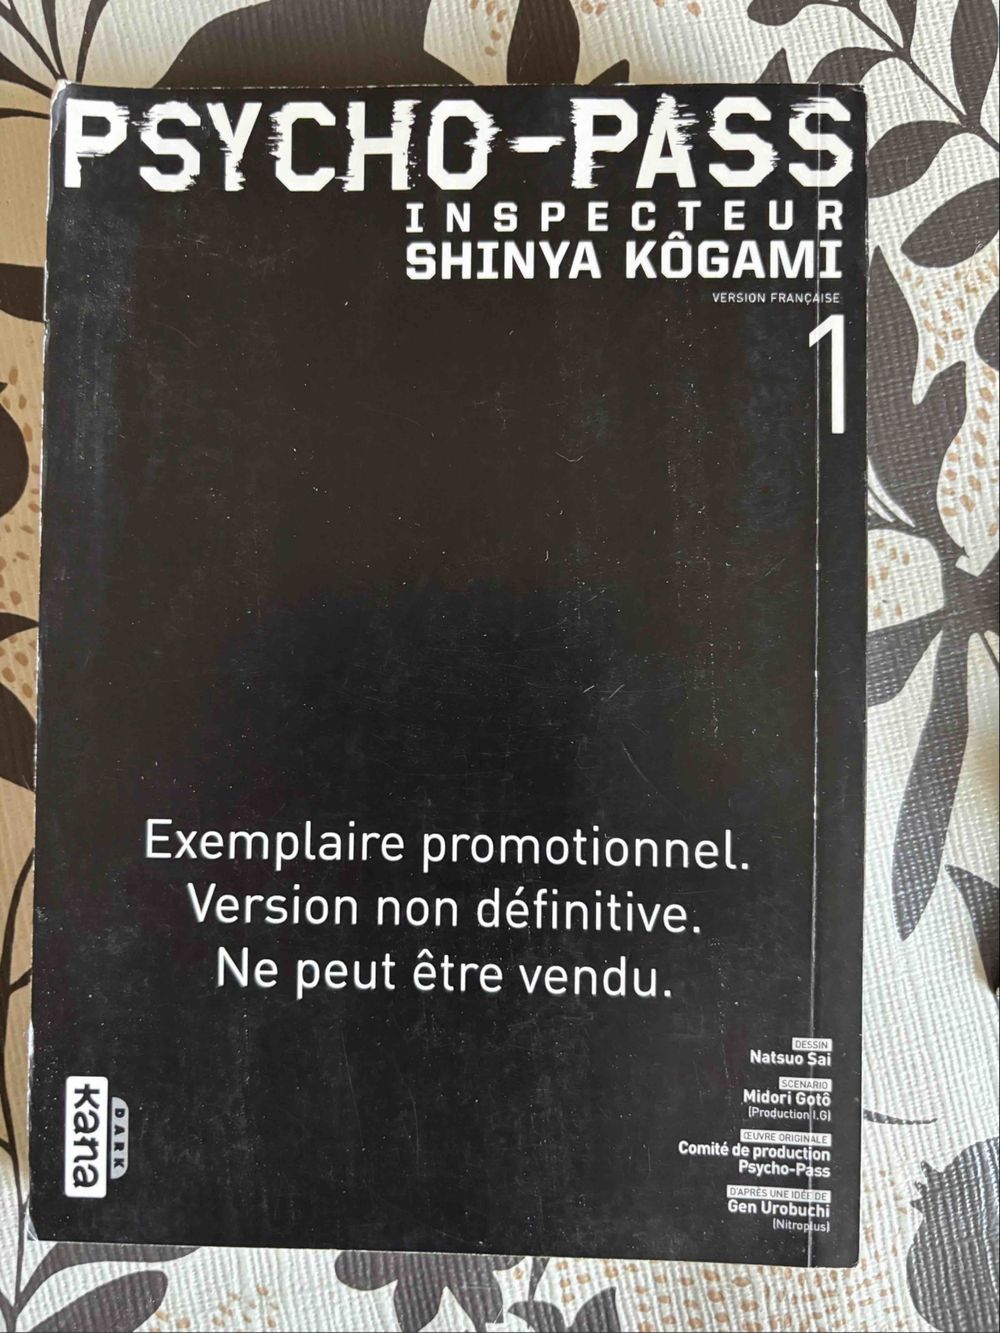 PSYCHO-PASS
INSPECTEUR
SHINYA KÔGAMI
VERSION FRANÇAISE
1
Exemplaire promotionnel.
Version non définitive.
Ne peut être vendu.
DESSIN
Natsuo Sai
SCENARIO
Midori Gotô
(Production I.G)
ŒUVRE ORIGINALE
Comité de production
Psycho-Pass
D'APRÈS UNE IDÉE DE
Gen Urobuchi
(Nitroplus)
kana
DARK